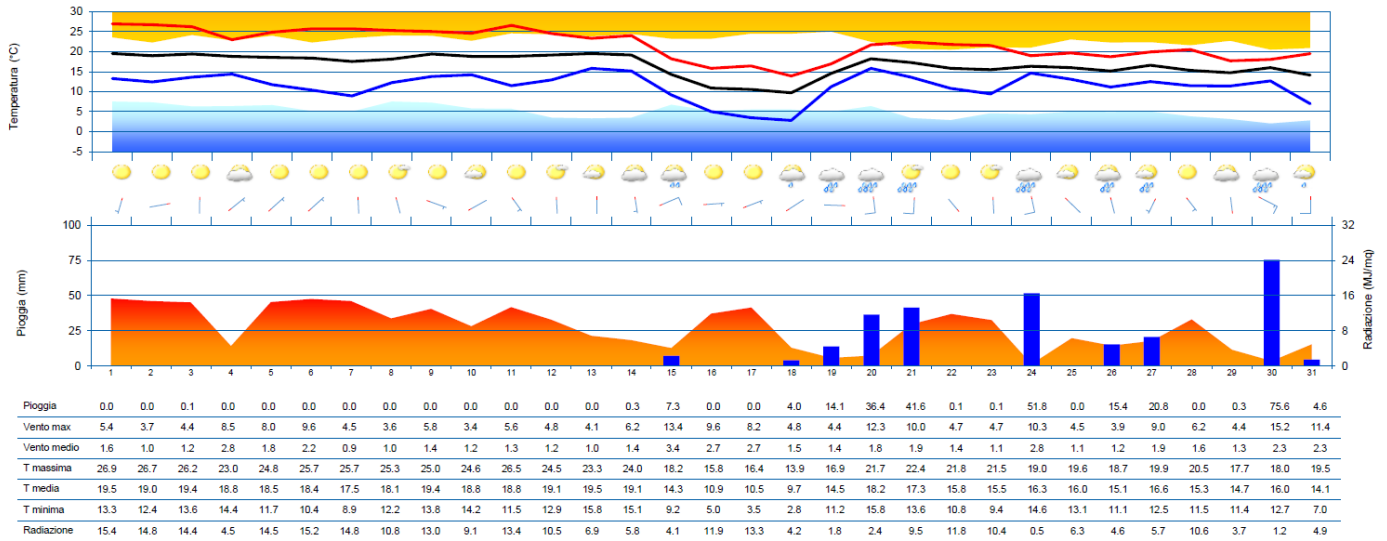 30
25
20
15
10
5
0
-5
Temperatura (°C)
100 32
75 24
50 16
25 8
0 0
Pioggia (mm)
Radiazione (MJ/mq)
1 2 3 4 5 6 7 8 9 10 11 12 13 14 15 16 17 18 19 20 21 22 23 24 25 26 27 28 29 30 31
Pioggia 0.0 0.0 0.1 0.0 0.0 0.0 0.0 0.0 0.0 0.0 0.0 0.0 0.0 0.3 7.3 0.0 0.0 4.0 14.1 36.4 41.6 0.1 0.1 51.8 0.0 15.4 20.8 0.0 0.3 75.6 4.6
Vento max 5.4 3.7 4.4 8.5 8.0 9.6 4.5 3.6 5.8 3.4 5.6 4.8 4.1 6.2 13.4 9.6 8.2 4.8 4.4 12.3 10.0 4.7 4.7 10.3 4.5 3.9 9.0 6.2 4.4 15.2 11.4
Vento medio 1.6 1.0 1.2 2.8 1.8 2.2 0.9 1.0 1.4 1.2 1.3 1.2 1.0 1.4 3.4 2.7 2.7 1.5 1.4 1.8 1.9 1.4 1.1 2.8 1.1 1.2 1.9 1.6 1.3 2.3 2.3
T massima 26.9 26.7 26.2 23.0 24.8 25.7 25.7 25.3 25.0 24.6 26.5 24.5 23.3 24.0 18.2 15.8 16.4 13.9 16.9 21.7 22.4 21.8 21.5 19.0 19.6 18.7 19.9 20.5 17.7 18.0 19.5
T media 19.5 19.0 19.4 18.8 18.5 18.4 17.5 18.1 19.4 18.8 18.8 19.1 19.5 19.1 14.3 10.9 10.5 9.7 14.5 18.2 17.3 15.8 15.5 16.3 16.0 15.1 16.6 15.3 14.7 16.0 14.1
T minima 13.3 12.4 13.6 14.4 11.7 10.4 8.9 12.2 13.8 14.2 11.5 12.9 15.8 15.1 9.2 5.0 3.5 2.8 11.2 15.8 13.6 10.8 9.4 14.6 13.1 11.1 12.5 11.5 11.4 12.7 7.0
Radiazione 15.4 14.8 14.4 4.5 14.5 15.2 14.8 10.8 13.0 9.1 13.4 10.5 6.9 5.8 4.1 11.9 13.3 4.2 1.8 2.4 9.5 11.8 10.4 0.5 6.3 4.6 5.7 10.6 3.7 1.2 4.9